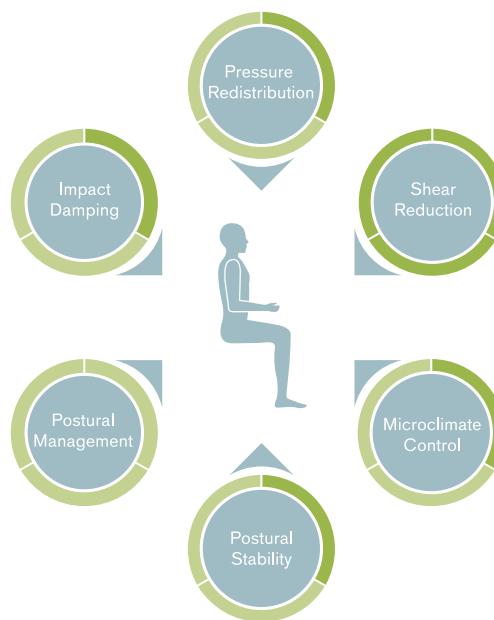 Pressure
Redistribution
Impact
Damping
Shear
Reduction
Postural
Management
Microclimate
Control
Postural
Stability